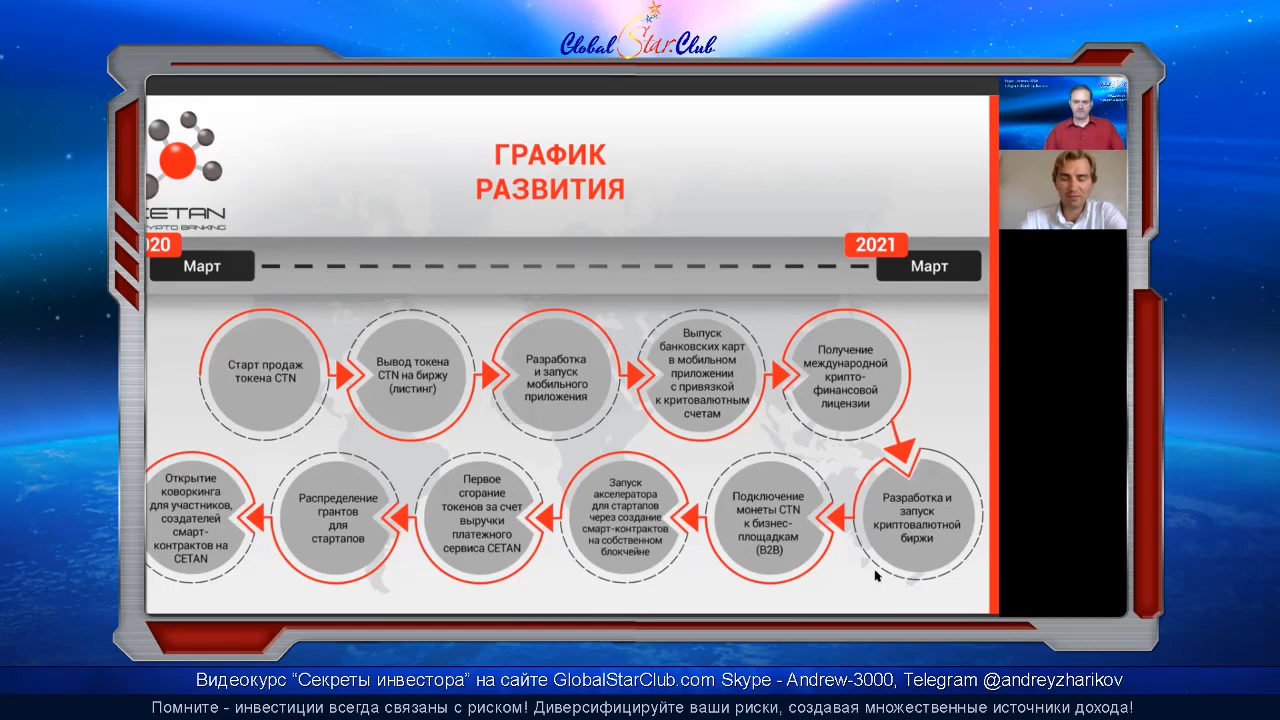 Global Star Club
ГРАФИК
РАЗВИТИЯ
CETAN
YPTO BANKING
020
Март
2021
Март
Старт продаж
токена CTN
Вывод токена
CTN на биржу
(листинг)
Разработка
и запуск
мобильного
приложения
Выпуск
банковских карт
в мобильном
приложении
с привязкой
к критовалютным
счетам
Получение
международной
крипто-
финансовой
лицензии
Разработка и
запуск
криптовалютной
биржи
Подключение
монеты CTN
к бизнес-
площадкам
(B2B)
Запуск
акселератора
для стартапов
через создание
смарт-контрактов
на собственном
блокчейне
Первое
сгорание
токенов за счет
выручки
платежного
сервиса CETAN
Распределение
грантов
для
стартапов
Открытие
коворкинга
для участников,
создателей
смарт-
контрактов на
CETAN
Видеокурс “Секреты инвестора” на сайте GlobalStarClub.com Skype - Andrew-3000, Telegram @andreyzharikov
Помните - инвестиции всегда связаны с риском! Диверсифицируйте ваши риски, создавая множественные источники дохода!